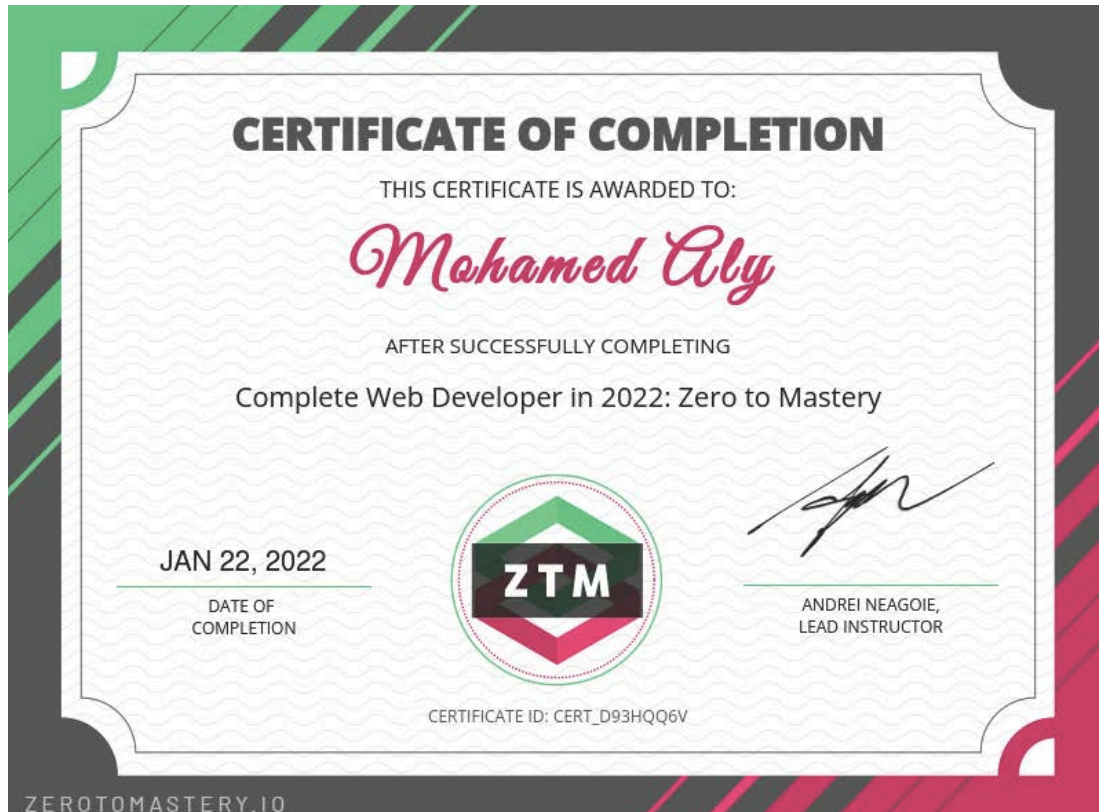 CERTIFICATE OF COMPLETION
THIS CERTIFICATE IS AWARDED TO:
Mohamed Aly
AFTER SUCCESSFULLY COMPLETING
Complete Web Developer in 2022: Zero to Mastery
JAN 22, 2022
DATE OF
COMPLETION
ZTM
ANDREI NEAGOIE,
LEAD INSTRUCTOR
CERTIFICATE ID: CERT_D93HQQ6V
ZEROTOMASTERY.IO